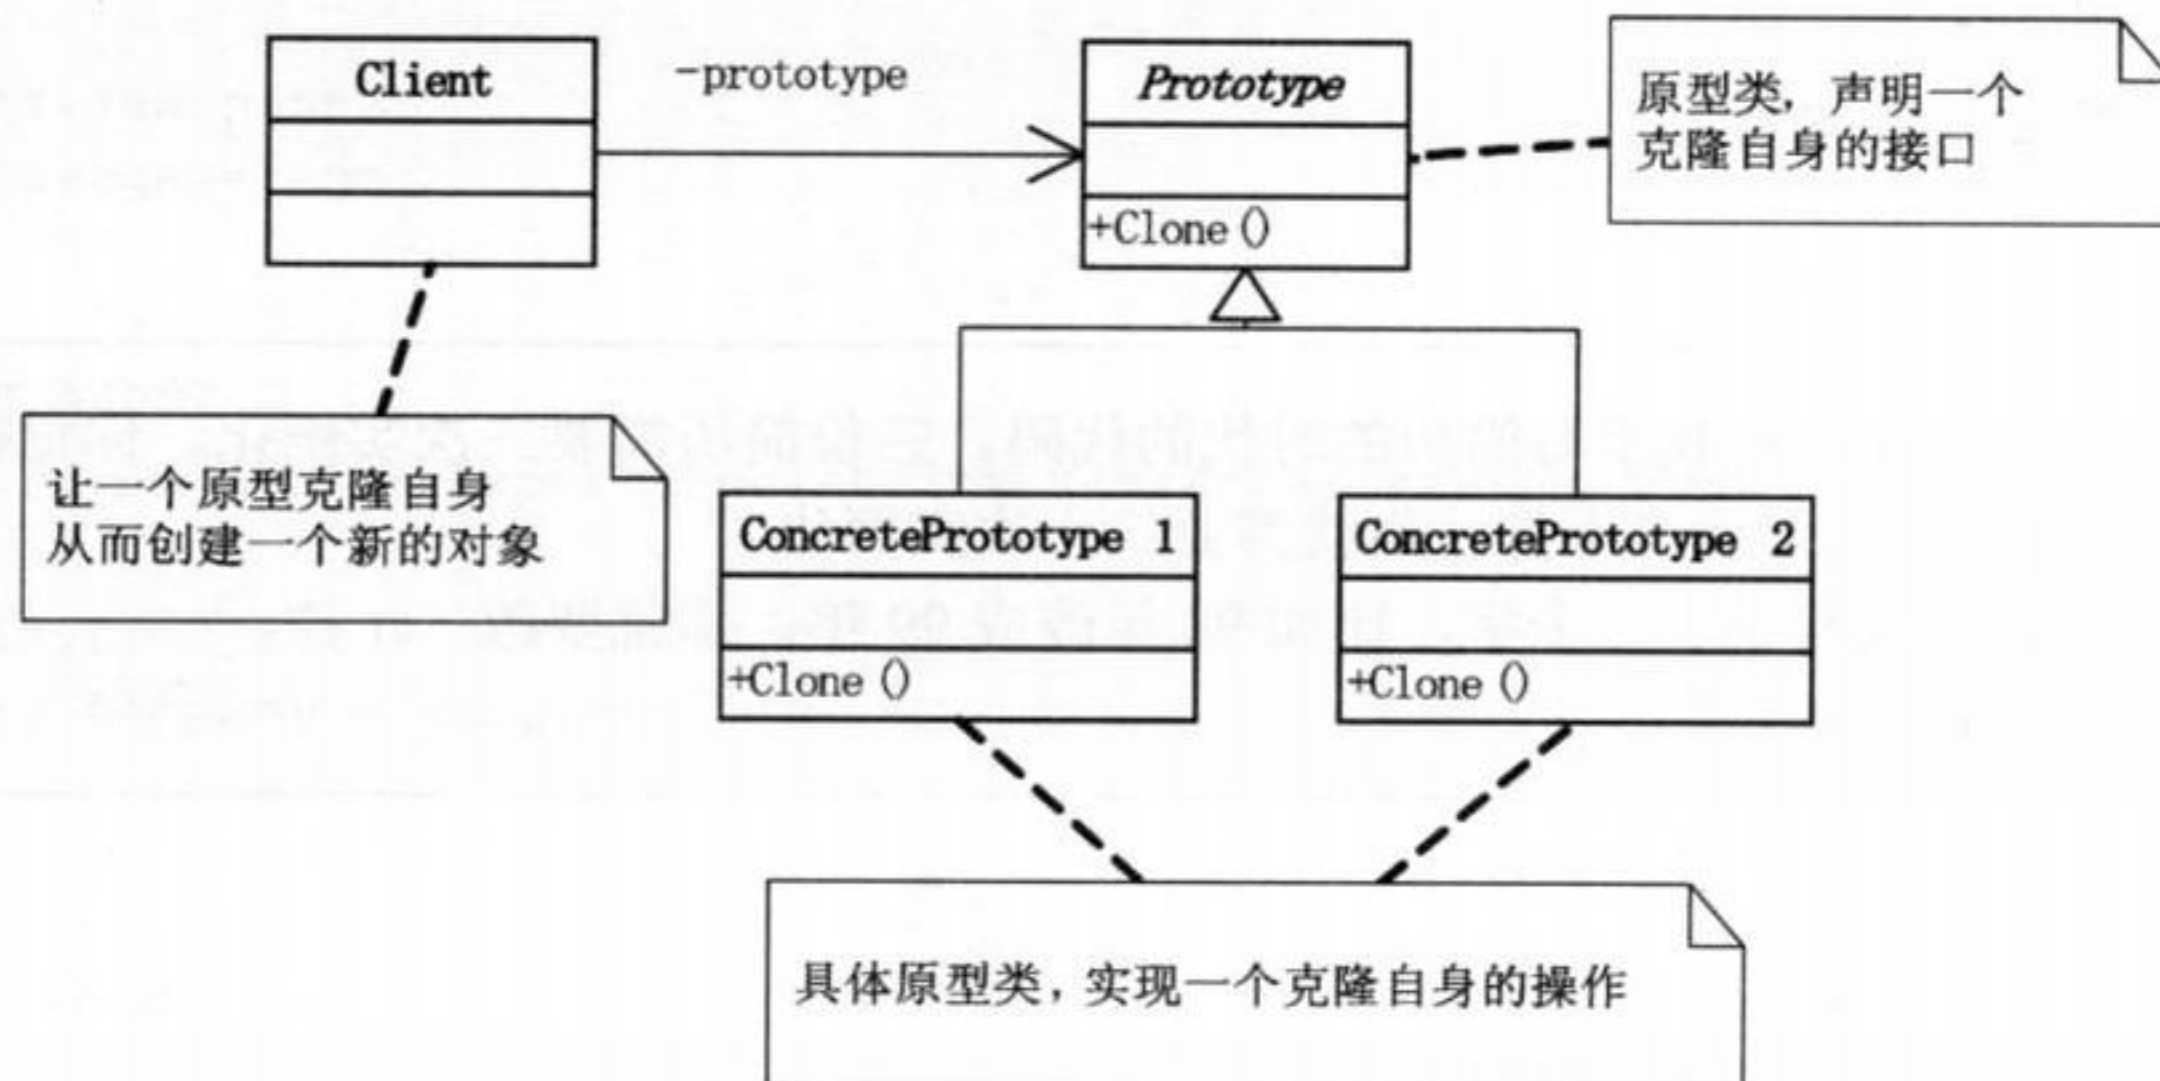 Client
-prototype
Prototype
+Clone()
原型类, 声明一个
克隆自身的接口
让一个原型克隆自身
从而创建一个新的对象
ConcretePrototype 1
+Clone()
ConcretePrototype 2
+Clone()
具体原型类, 实现一个克隆自身的操作